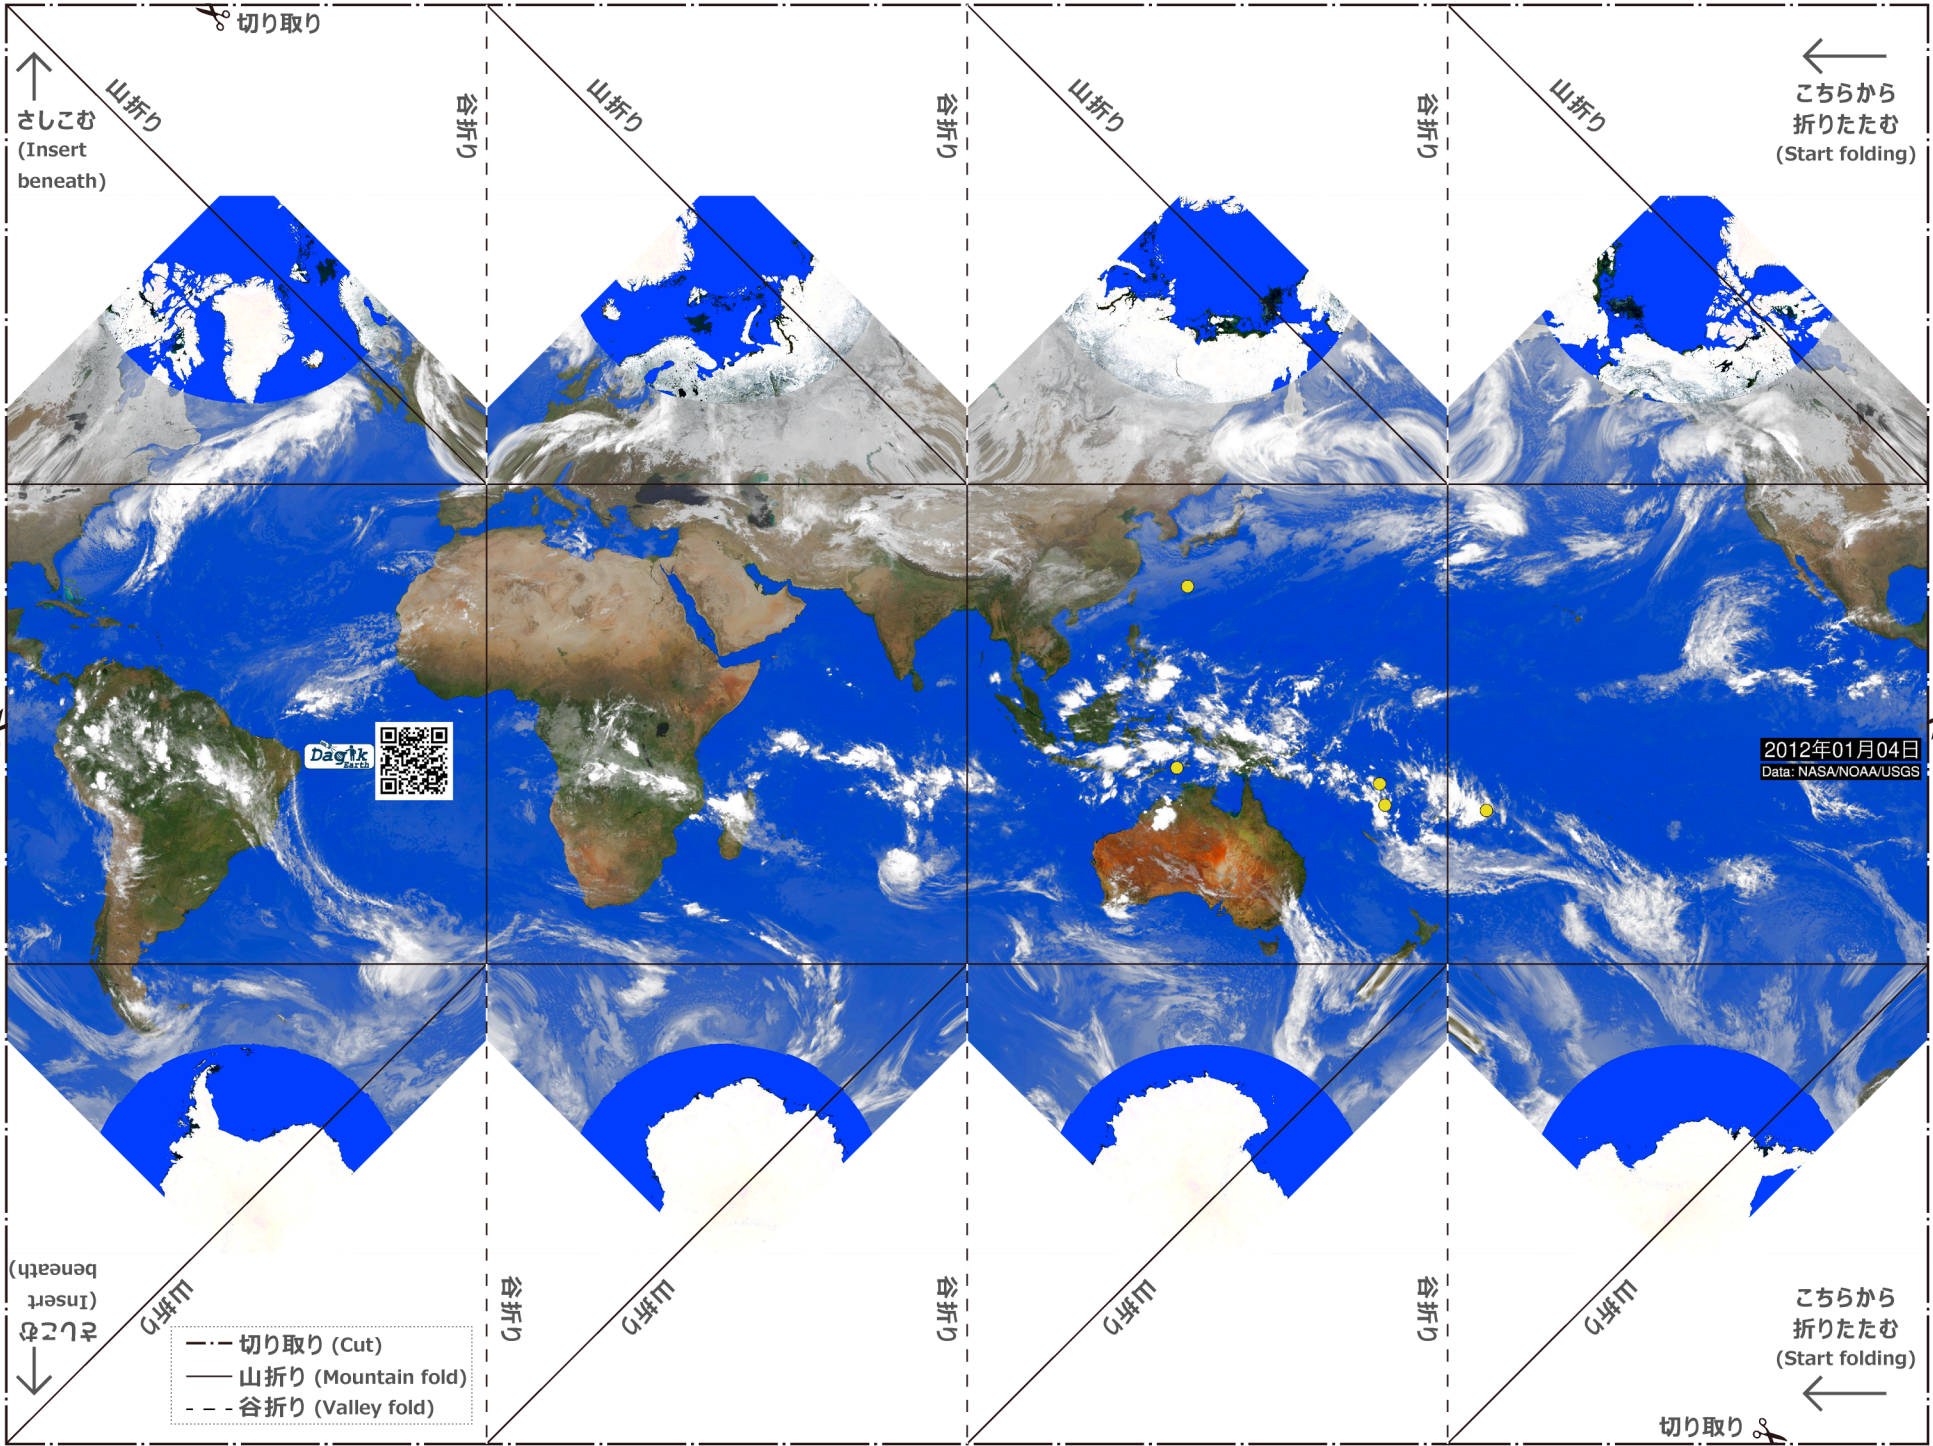 切り取り
さしこむ
(Insert
beneath)
山折り
谷折り
山折り
谷折り
山折り
谷折り
山折り
こちらから
折りたたむ
(Start folding)
Dagik
Earth
2012年01月04日
Data: NASA/NOAA/USGS
さしこむ
(Insert
beneath)
山折り
谷折り
山折り
谷折り
山折り
谷折り
山折り
こちらから
折りたたむ
(Start folding)
切り取り (Cut)
山折り (Mountain fold)
谷折り (Valley fold)
切り取り